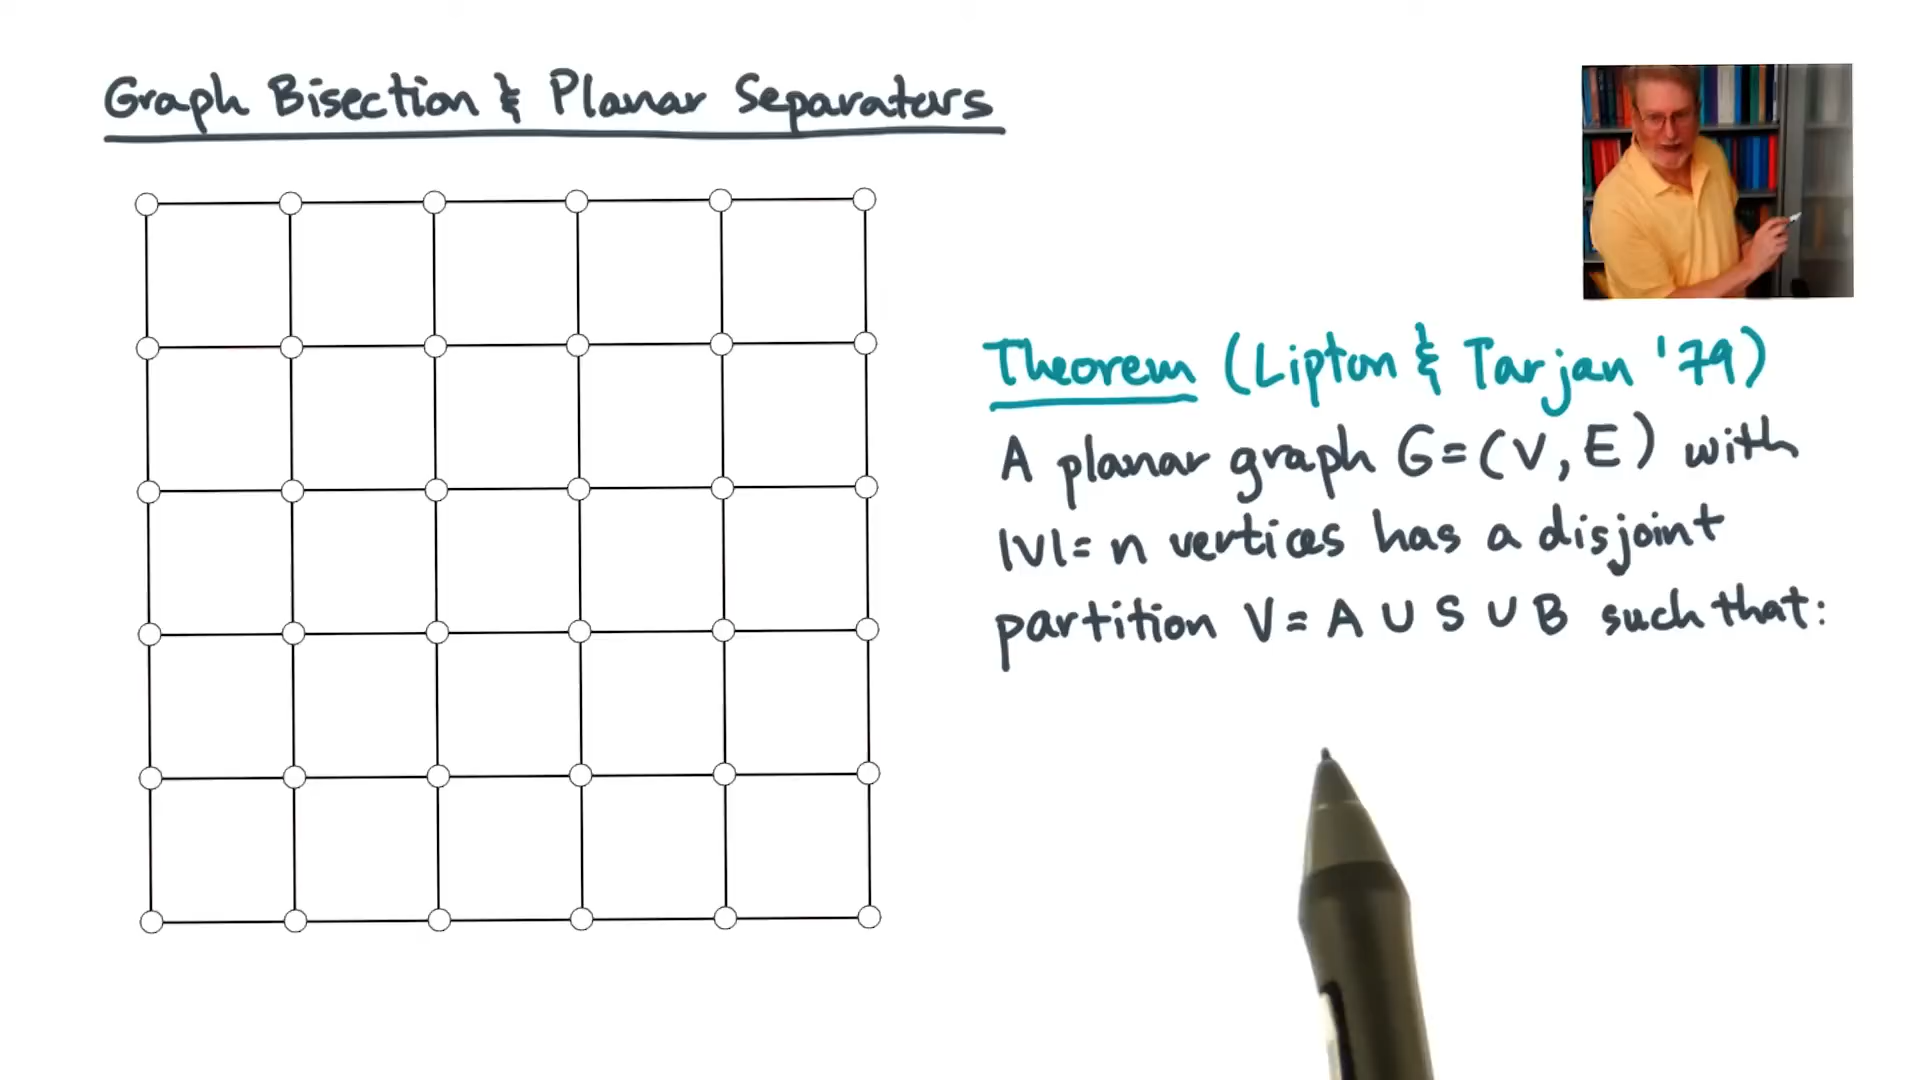 Graph Bisection & Planar Separators
Theorem (Lipton & Tarjan '79)
A planar graph G=(V,E) with
|V|= n vertices has a disjoint
partition V= A ∪ S ∪ B such that: